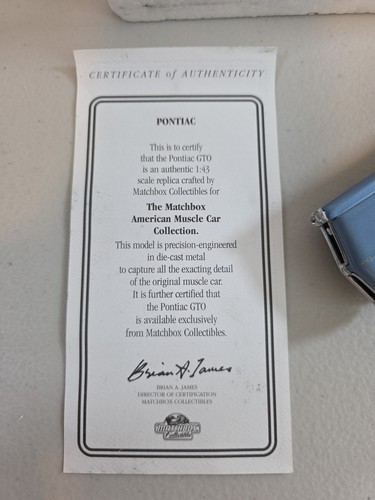 CERTIFICATE of AUTHENTICITY
PONTIAC
This is to certify
that the Pontiac GTO
is an authentic 1:43
scale replica crafted by
Matchbox Collectibles for
The Matchbox
American Muscle Car
Collection.
This model is precision-engineered
in die-cast metal
to capture all the exacting detail
of the original muscle car.
It is further certified that
the Pontiac GTO
is available exclusively
from Matchbox Collectibles.
Brian A. James
BRIAN A. JAMES
DIRECTOR OF CERTIFICATION
MATCHBOX COLLECTIBLES
MATCHBOX
Collectibles